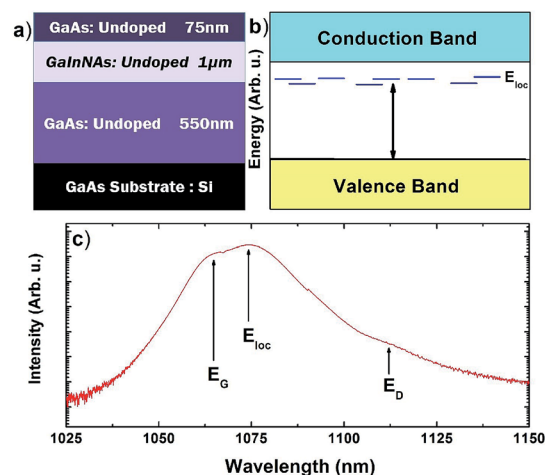 a)
GaAs: Undoped 75nm
GaInNAs: Undoped 1µm
GaAs: Undoped 550nm
GaAs Substrate : Si
b)
Energy (Arb. u.)
Conduction Band
Eloc
Valence Band
c)
Intensity (Arb. u.)
EG
Eloc
ED
1025 1050 1075 1100 1125 1150
Wavelength (nm)